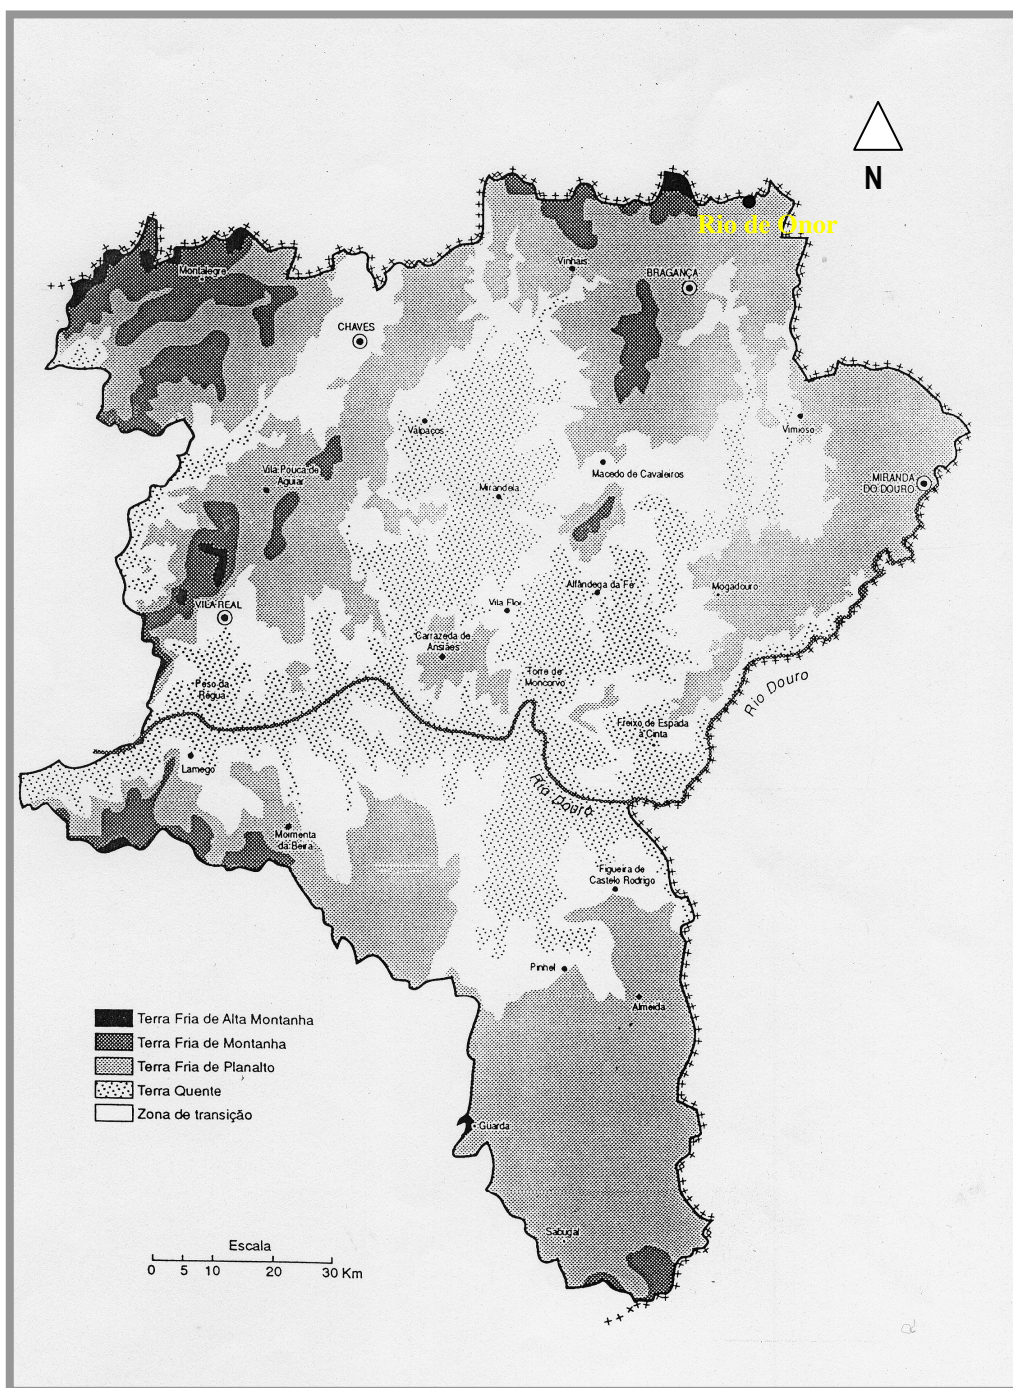 N
Rio de Onor
Vinhais
BRAGANÇA
Montalegre
CHAVES
Valpaços
Vimioso
Vila Pouca de
Aguiar
Macedo de Cavaleiros
Mirandela
MIRANDA
DO DOURO
Alfândega da Fé
Mogadouro
VILA REAL
Vila Flor
Carrazeda de
Ansiães
Torre de
Moncorvo
Peso da
Régua
Rio Douro
Freixo de Espada
à Cinta
Lamego
Rio Douro
Moimenta
da Beira
Figueira de
Castelo Rodrigo
Pinhel
Almeida
Terra Fria de Alta Montanha
Terra Fria de Montanha
Terra Fria de Planalto
Terra Quente
Zona de transição
Guarda
Sabugal
Escala
0 5 10 20 30 Km